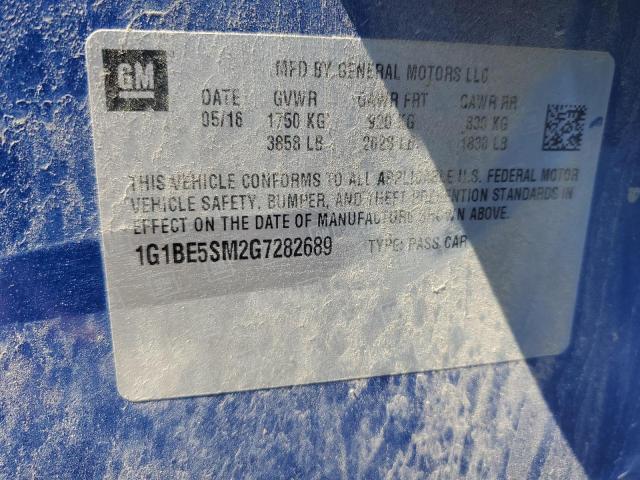 GM
MFD BY GENERAL MOTORS LLC
DATE GVWR GAWR FRT GAWR RR
05/16 1750 KG 920 KG 830 KG
3858 LB 2028 LB 1830 LB
THIS VEHICLE CONFORMS TO ALL APPLICABLE U.S. FEDERAL MOTOR
VEHICLE SAFETY, BUMPER, AND THEFT PREVENTION STANDARDS IN
EFFECT ON THE DATE OF MANUFACTURE SHOWN ABOVE.
1G1BE5SM2G7282689 TYPE: PASS CAR